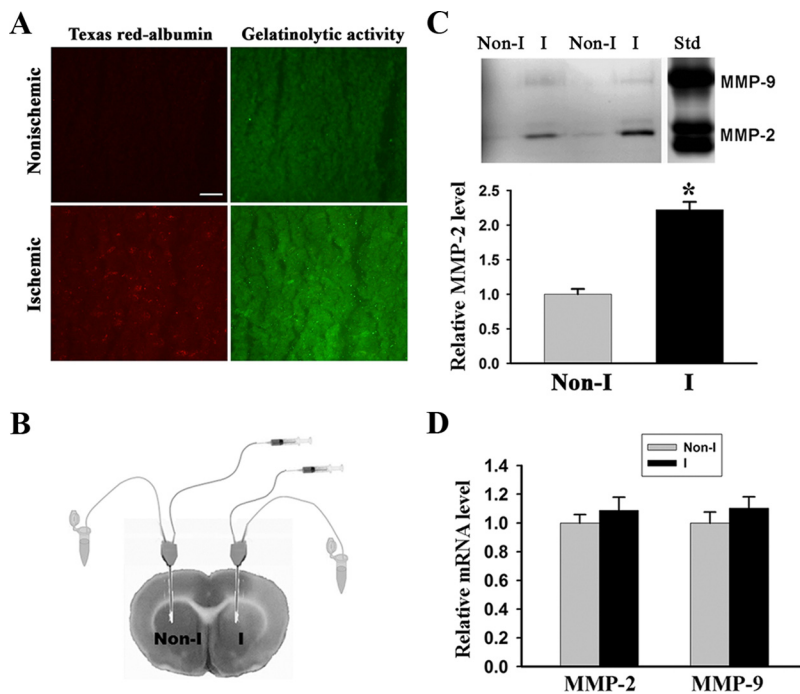 A
Texas red-albumin Gelatinolytic activity
Nonischemic
Ischemic
B
Non-I I
C
Non-I I Non-I I Std
MMP-9
MMP-2
Relative MMP-2 level
2.5
2.0
1.5
1.0
0.5
0.0
*
Non-I I
D
Non-I
I
Relative mRNA level
1.4
1.2
1.0
0.8
0.6
0.4
0.2
0.0
MMP-2 MMP-9